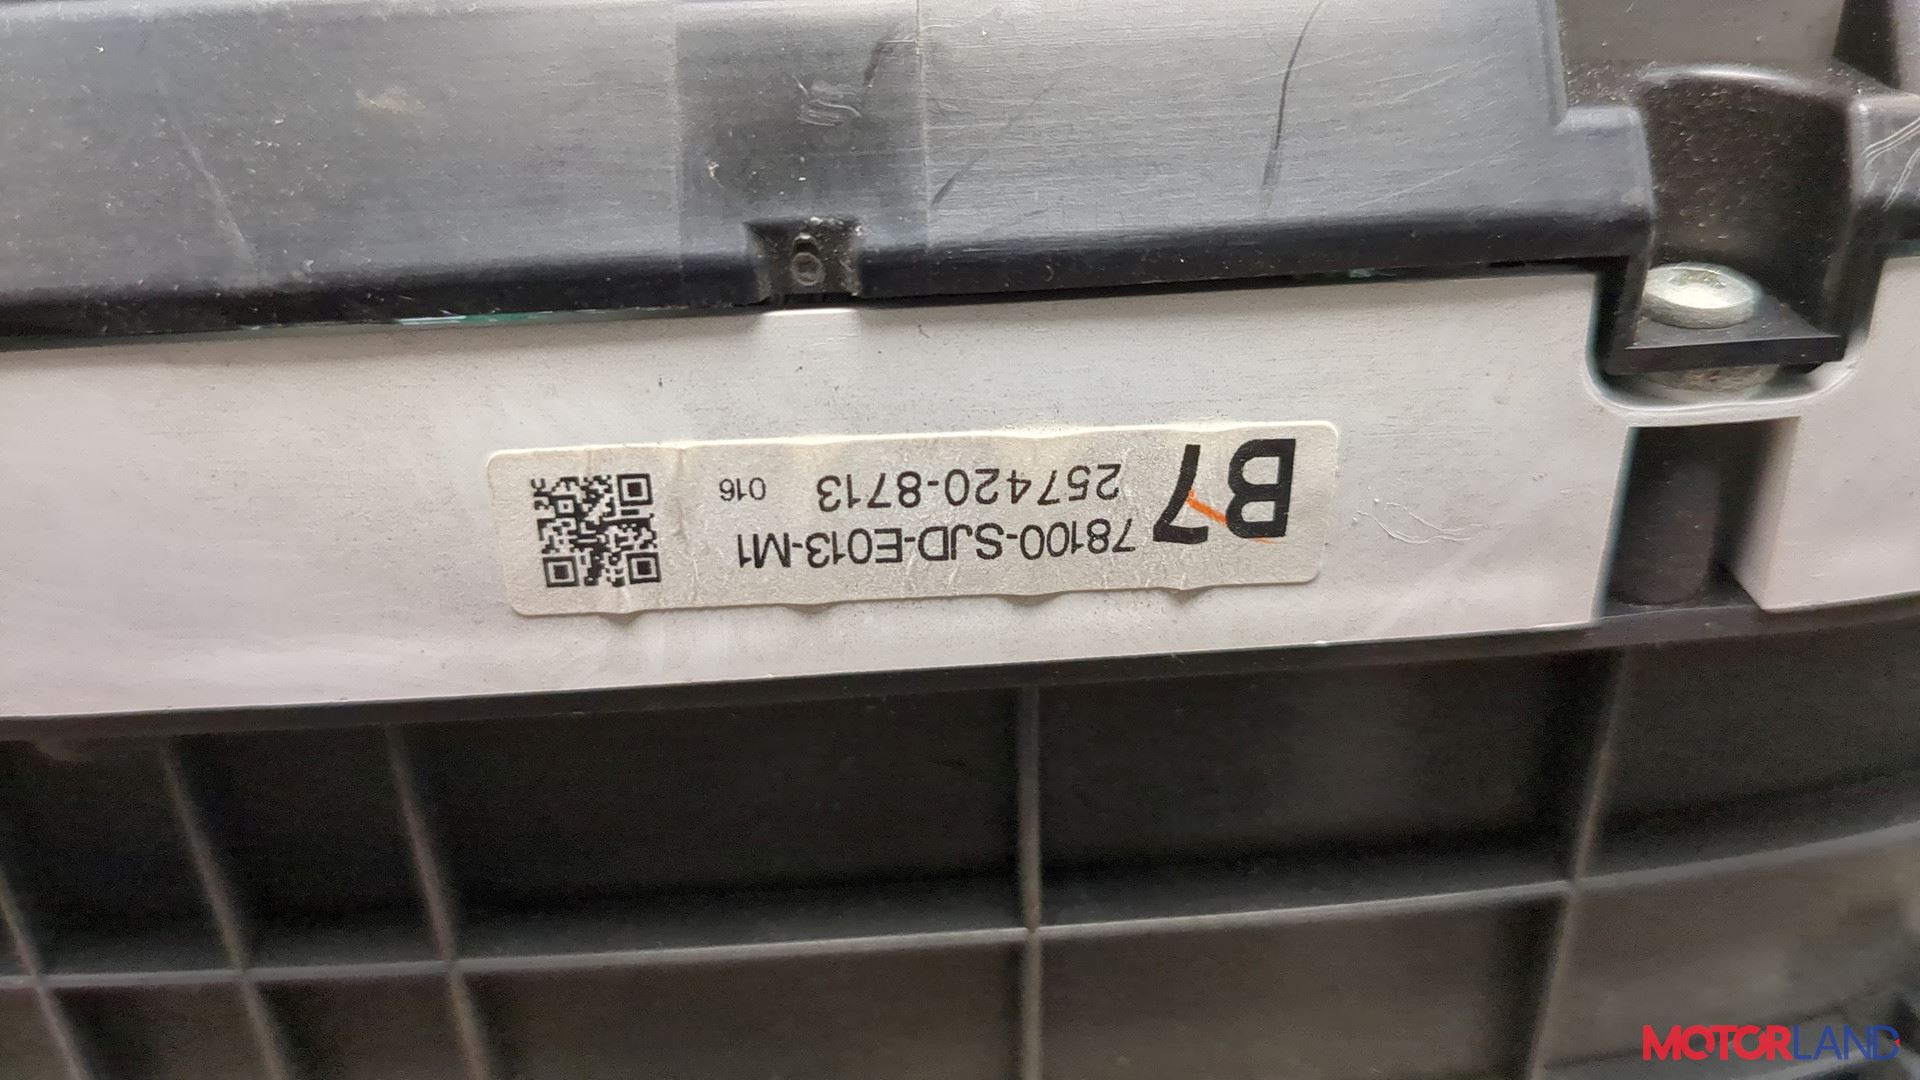 B7
78100-SJD-E013-M1
257420-8713 016
MOTORLAND